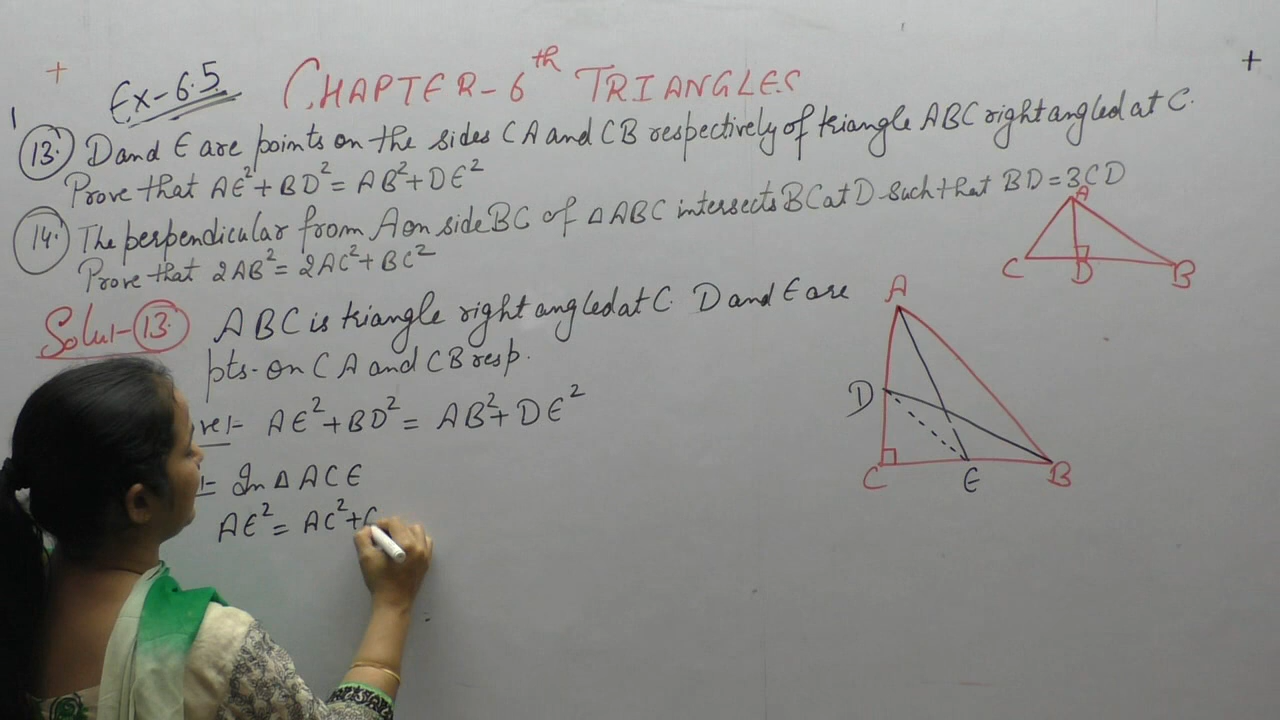 Ex-6.5 CHAPTER-6th TRIANGLES
13. D and E are points on the sides CA and CB respectively of triangle ABC right angled at C.
Prove that AE²+BD²=AB²+DE²
14. The perpendicular from A on side BC of △ABC intersects BC at D such that BD=3CD
Prove that 2AB²=2AC²+BC²
A
C D B
Solu:-13. ABC is triangle right angled at C. D and E are
pts. on CA and CB resp.
ve:- AE²+BD²=AB²+DE²
:- In △ACE
AE²=AC²+C
A
D
C E B